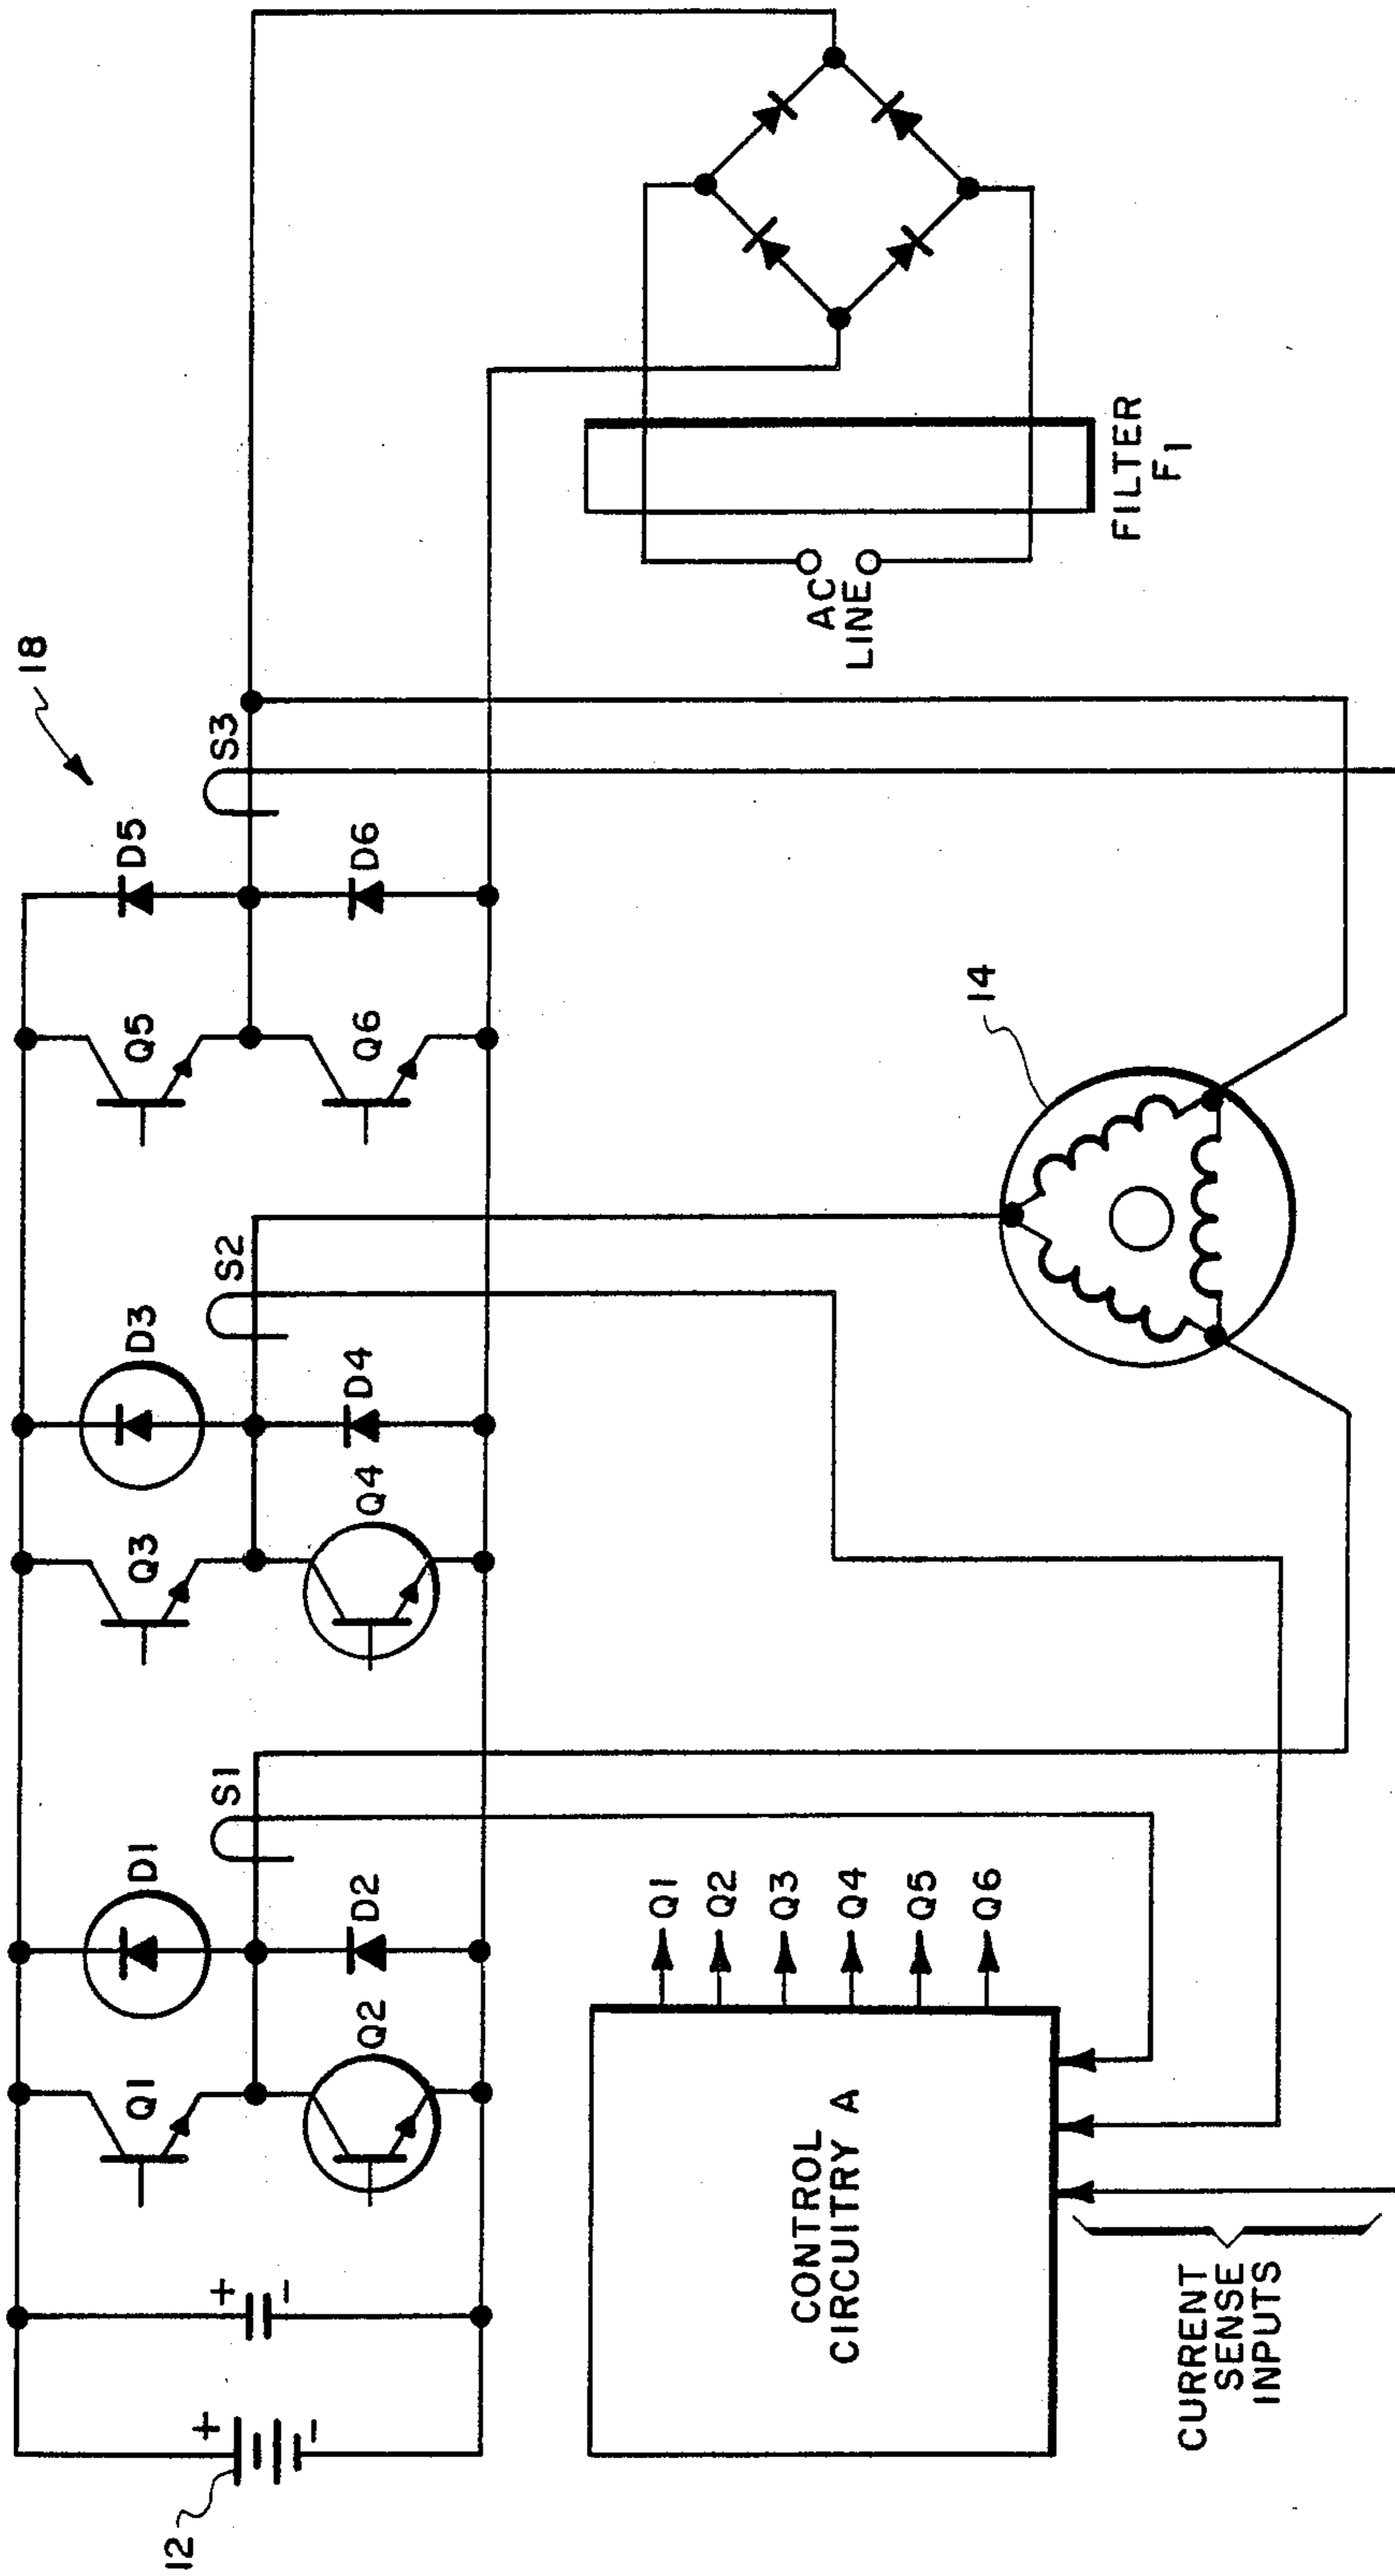 18
12
+
-
+
-
Q1
D1
Q2
D2
S1
Q3
D3
Q4
D4
S2
Q5
D5
Q6
D6
S3
CONTROL
CIRCUITRY A
Q1
Q2
Q3
Q4
Q5
Q6
CURRENT
SENSE
INPUTS
14
AC
LINE
FILTER
F1